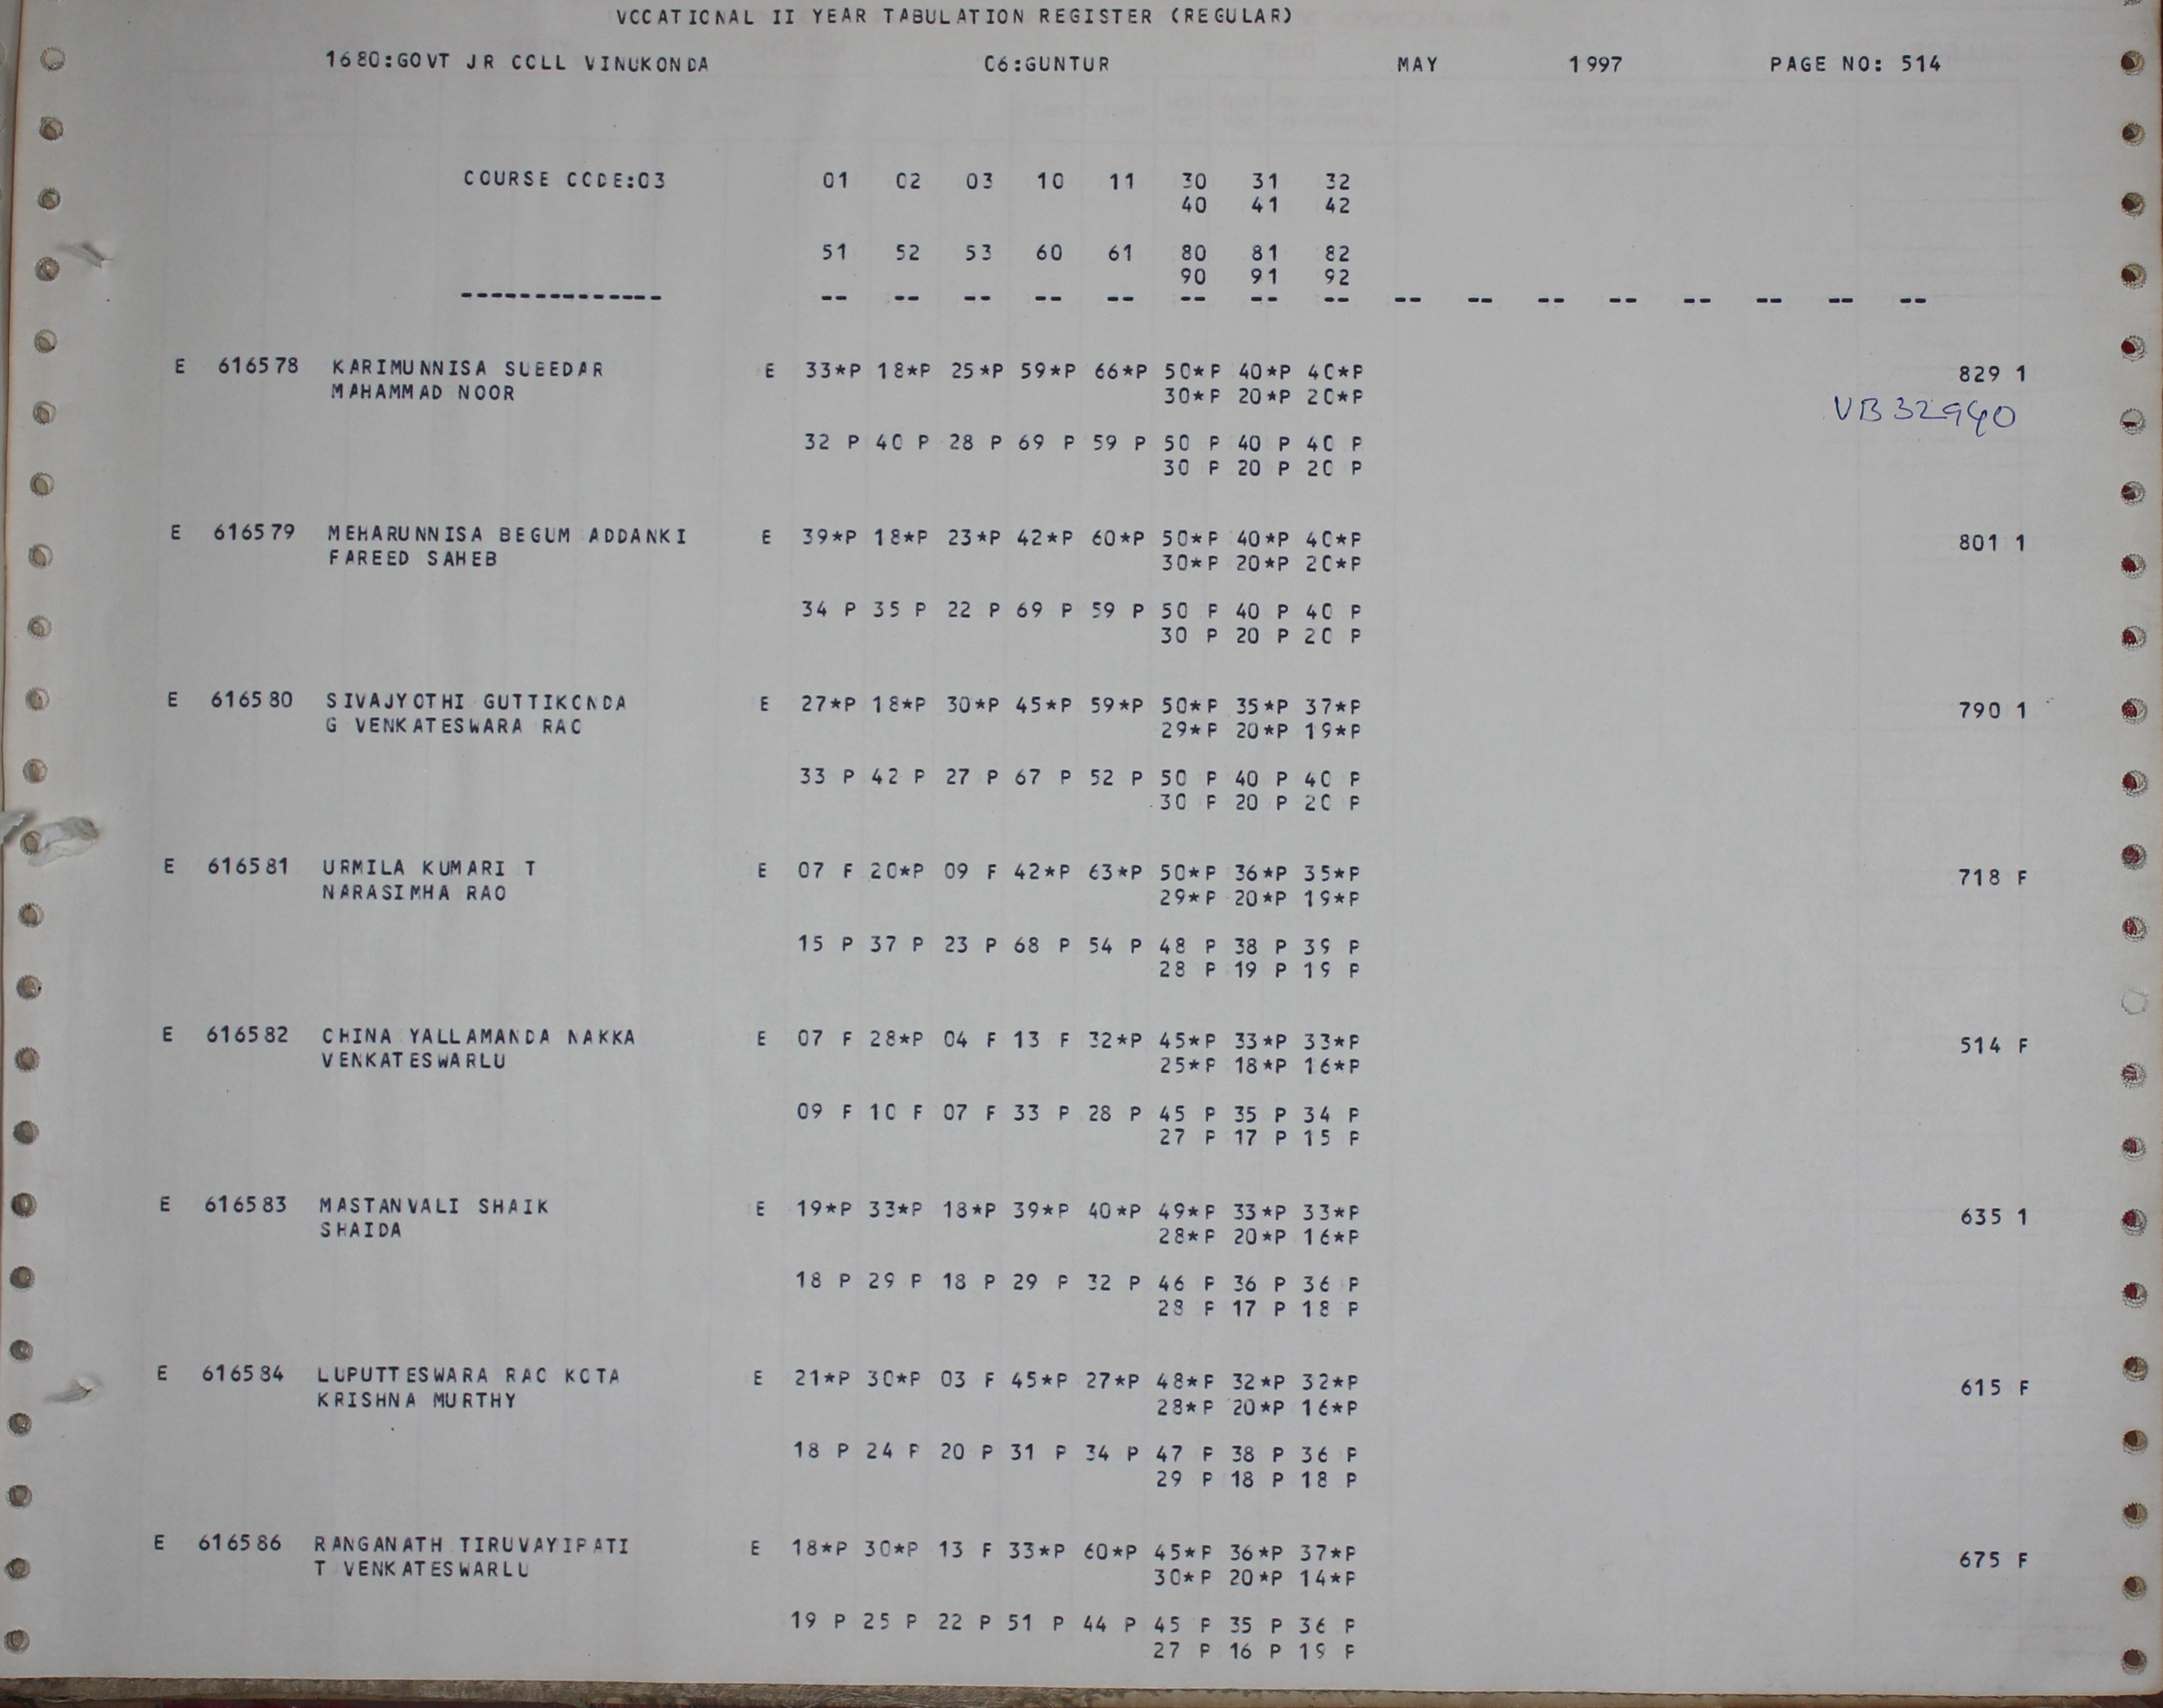 VCCATICNAL II YEAR TABULATION REGISTER (REGULAR)
1680:GOVT JR CCLL VINUKONDA C6:GUNTUR MAY 1997 PAGE NO: 514
COURSE CCDE:03 01 02 03 10 11 30 31 32
40 41 42
51 52 53 60 61 80 81 82
90 91 92
-------------- -- -- -- -- -- -- -- -- -- -- -- -- -- -- -- --
E 616578 KARIMUNNISA SUEEDAR E 33*P 18*P 25*P 59*P 66*P 50*P 40*P 40*P 829 1
MAHAMMAD NOOR 30*P 20*P 20*P
VB32940
32 P 40 P 28 P 69 P 59 P 50 P 40 P 40 P
30 P 20 P 20 P
E 616579 MEHARUNNISA BEGUM ADDANKI E 39*P 18*P 23*P 42*P 60*P 50*P 40*P 40*P 801 1
FAREED SAHEB 30*P 20*P 20*P
34 P 35 P 22 P 69 P 59 P 50 P 40 P 40 P
30 P 20 P 20 P
E 616580 SIVAJYOTHI GUTTIKCNDA E 27*P 18*P 30*P 45*P 59*P 50*P 35*P 37*P 790 1
G VENKATESWARA RAC 29*P 20*P 19*P
33 P 42 P 27 P 67 P 52 P 50 P 40 P 40 P
30 P 20 P 20 P
E 616581 URMILA KUMARI T E 07 F 20*P 09 F 42*P 63*P 50*P 36*P 35*P 718 F
NARASIMHA RAO 29*P 20*P 19*P
15 P 37 P 23 P 68 P 54 P 48 P 38 P 39 P
28 P 19 P 19 P
E 616582 CHINA YALLAMANDA NAKKA E 07 F 28*P 04 F 13 F 32*P 45*P 33*P 33*P 514 F
VENKATESWARLU 25*P 18*P 16*P
09 F 10 F 07 F 33 P 28 P 45 P 35 P 34 P
27 P 17 P 15 P
E 616583 MASTANVALI SHAIK E 19*P 33*P 18*P 39*P 40*P 49*P 33*P 33*P 635 1
SHAIDA 28*P 20*P 16*P
18 P 29 P 18 P 29 P 32 P 46 P 36 P 36 P
28 P 17 P 18 P
E 616584 LUPUTTESWARA RAC KOTA E 21*P 30*P 03 F 45*P 27*P 48*P 32*P 32*P 615 F
KRISHNA MURTHY 28*P 20*P 16*P
18 P 24 P 20 P 31 P 34 P 47 P 38 P 36 P
29 P 18 P 18 P
E 616586 RANGANATH TIRUVAYIPATI E 18*P 30*P 13 F 33*P 60*P 45*P 36*P 37*P 675 F
T VENKATESWARLU 30*P 20*P 14*P
19 P 25 P 22 P 51 P 44 P 45 P 35 P 36 P
27 P 16 P 19 P